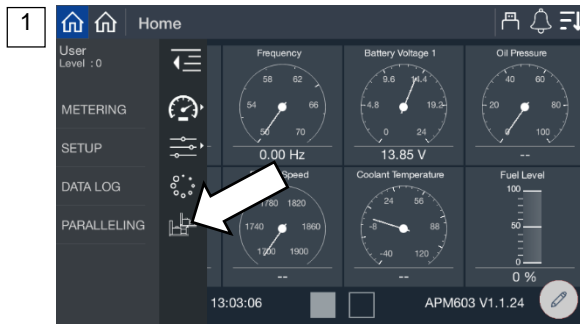 1
Home
User
Level :0
METERING
SETUP
DATA LOG
PARALLELING
Frequency
50 54 58 62 66 70
0.00 Hz
Battery Voltage 1
0 -4.8 9.6 14.4 19.2 24
13.85 V
Oil Pressure
0 20 40 60 80 100
--
Speed
1700 1740 1780 1820 1860 1900
--
Coolant Temperature
-40 -8 24 56 88 120
--
Fuel Level
100
50
0
0 %
13:03:06
APM603 V1.1.24